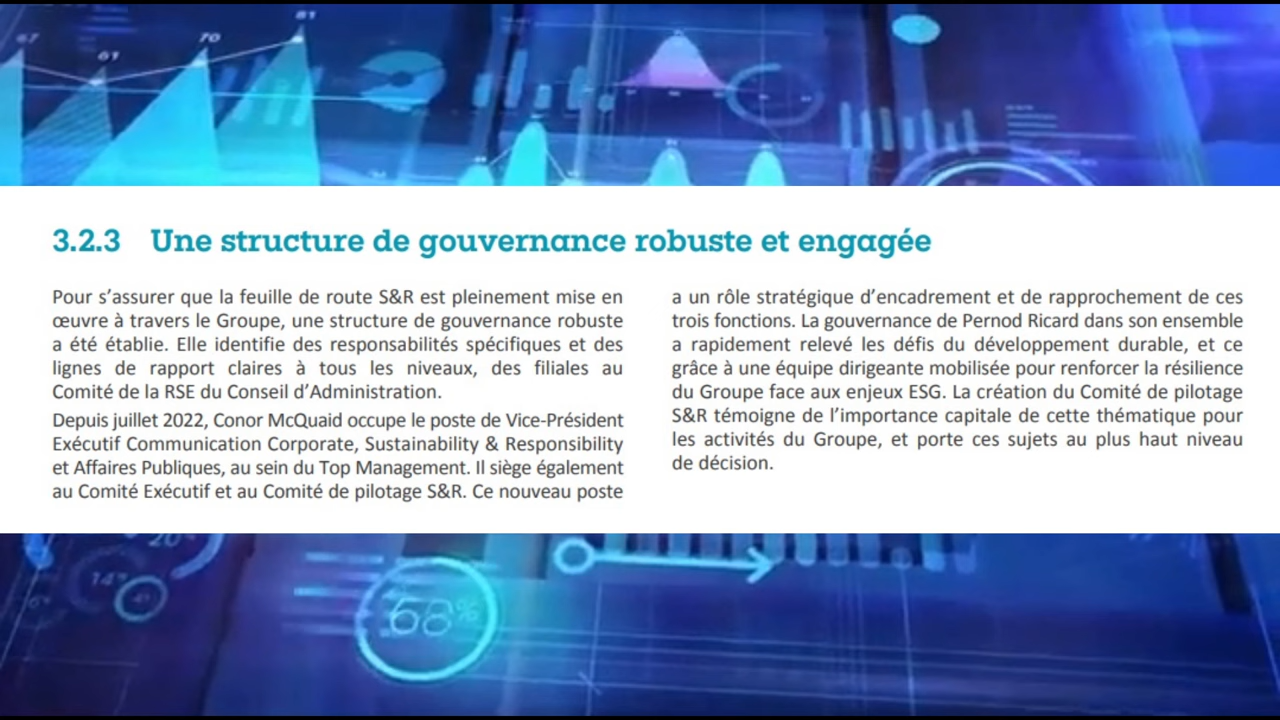 67
61
70
81
3.2.3 Une structure de gouvernance robuste et engagée
Pour s’assurer que la feuille de route S&R est pleinement mise en
œuvre à travers le Groupe, une structure de gouvernance robuste
a été établie. Elle identifie des responsabilités spécifiques et des
lignes de rapport claires à tous les niveaux, des filiales au
Comité de la RSE du Conseil d’Administration.
Depuis juillet 2022, Conor McQuaid occupe le poste de Vice-Président
Exécutif Communication Corporate, Sustainability & Responsibility
et Affaires Publiques, au sein du Top Management. Il siège également
au Comité Exécutif et au Comité de pilotage S&R. Ce nouveau poste
a un rôle stratégique d’encadrement et de rapprochement de ces
trois fonctions. La gouvernance de Pernod Ricard dans son ensemble
a rapidement relevé les défis du développement durable, et ce
grâce à une équipe dirigeante mobilisée pour renforcer la résilience
du Groupe face aux enjeux ESG. La création du Comité de pilotage
S&R témoigne de l’importance capitale de cette thématique pour
les activités du Groupe, et porte ces sujets au plus haut niveau
de décision.
68%